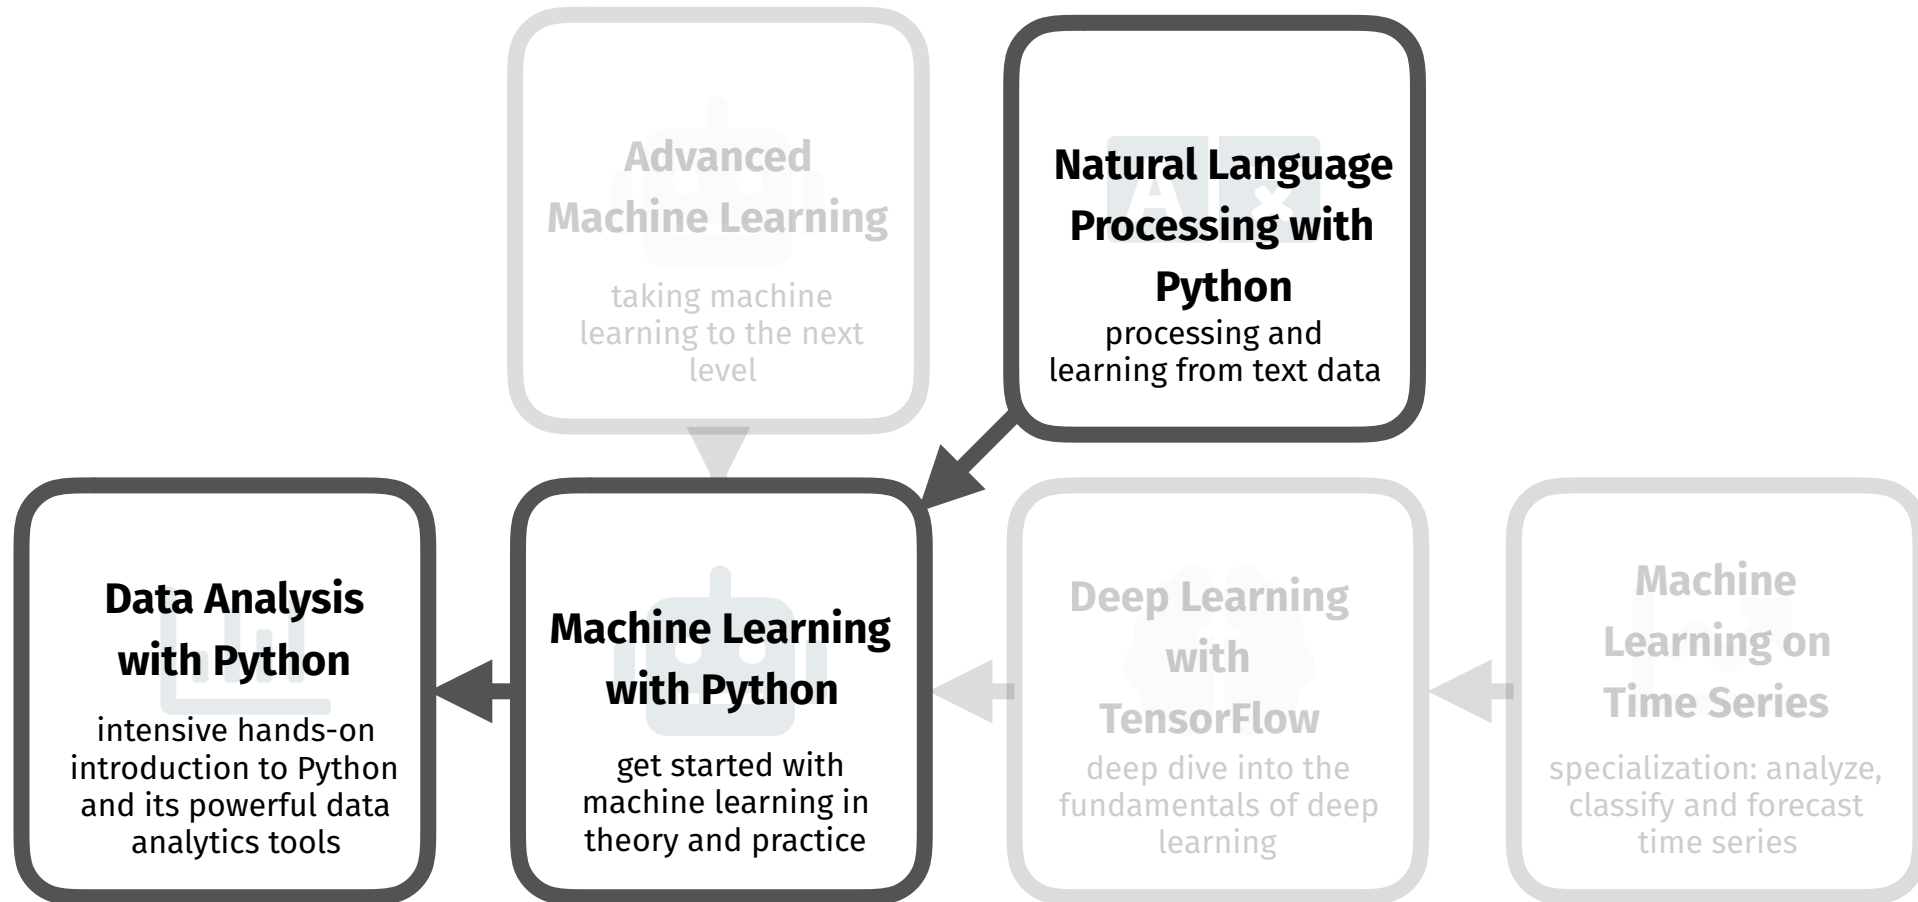 Advanced
Machine Learning
taking machine
learning to the next
level
Natural Language
Processing with
Python
processing and
learning from text data
Data Analysis
with Python
intensive hands-on
introduction to Python
and its powerful data
analytics tools
Machine Learning
with Python
get started with
machine learning in
theory and practice
Deep Learning
with
TensorFlow
deep dive into the
fundamentals of deep
learning
Machine
Learning on
Time Series
specialization: analyze,
classify and forecast
time series